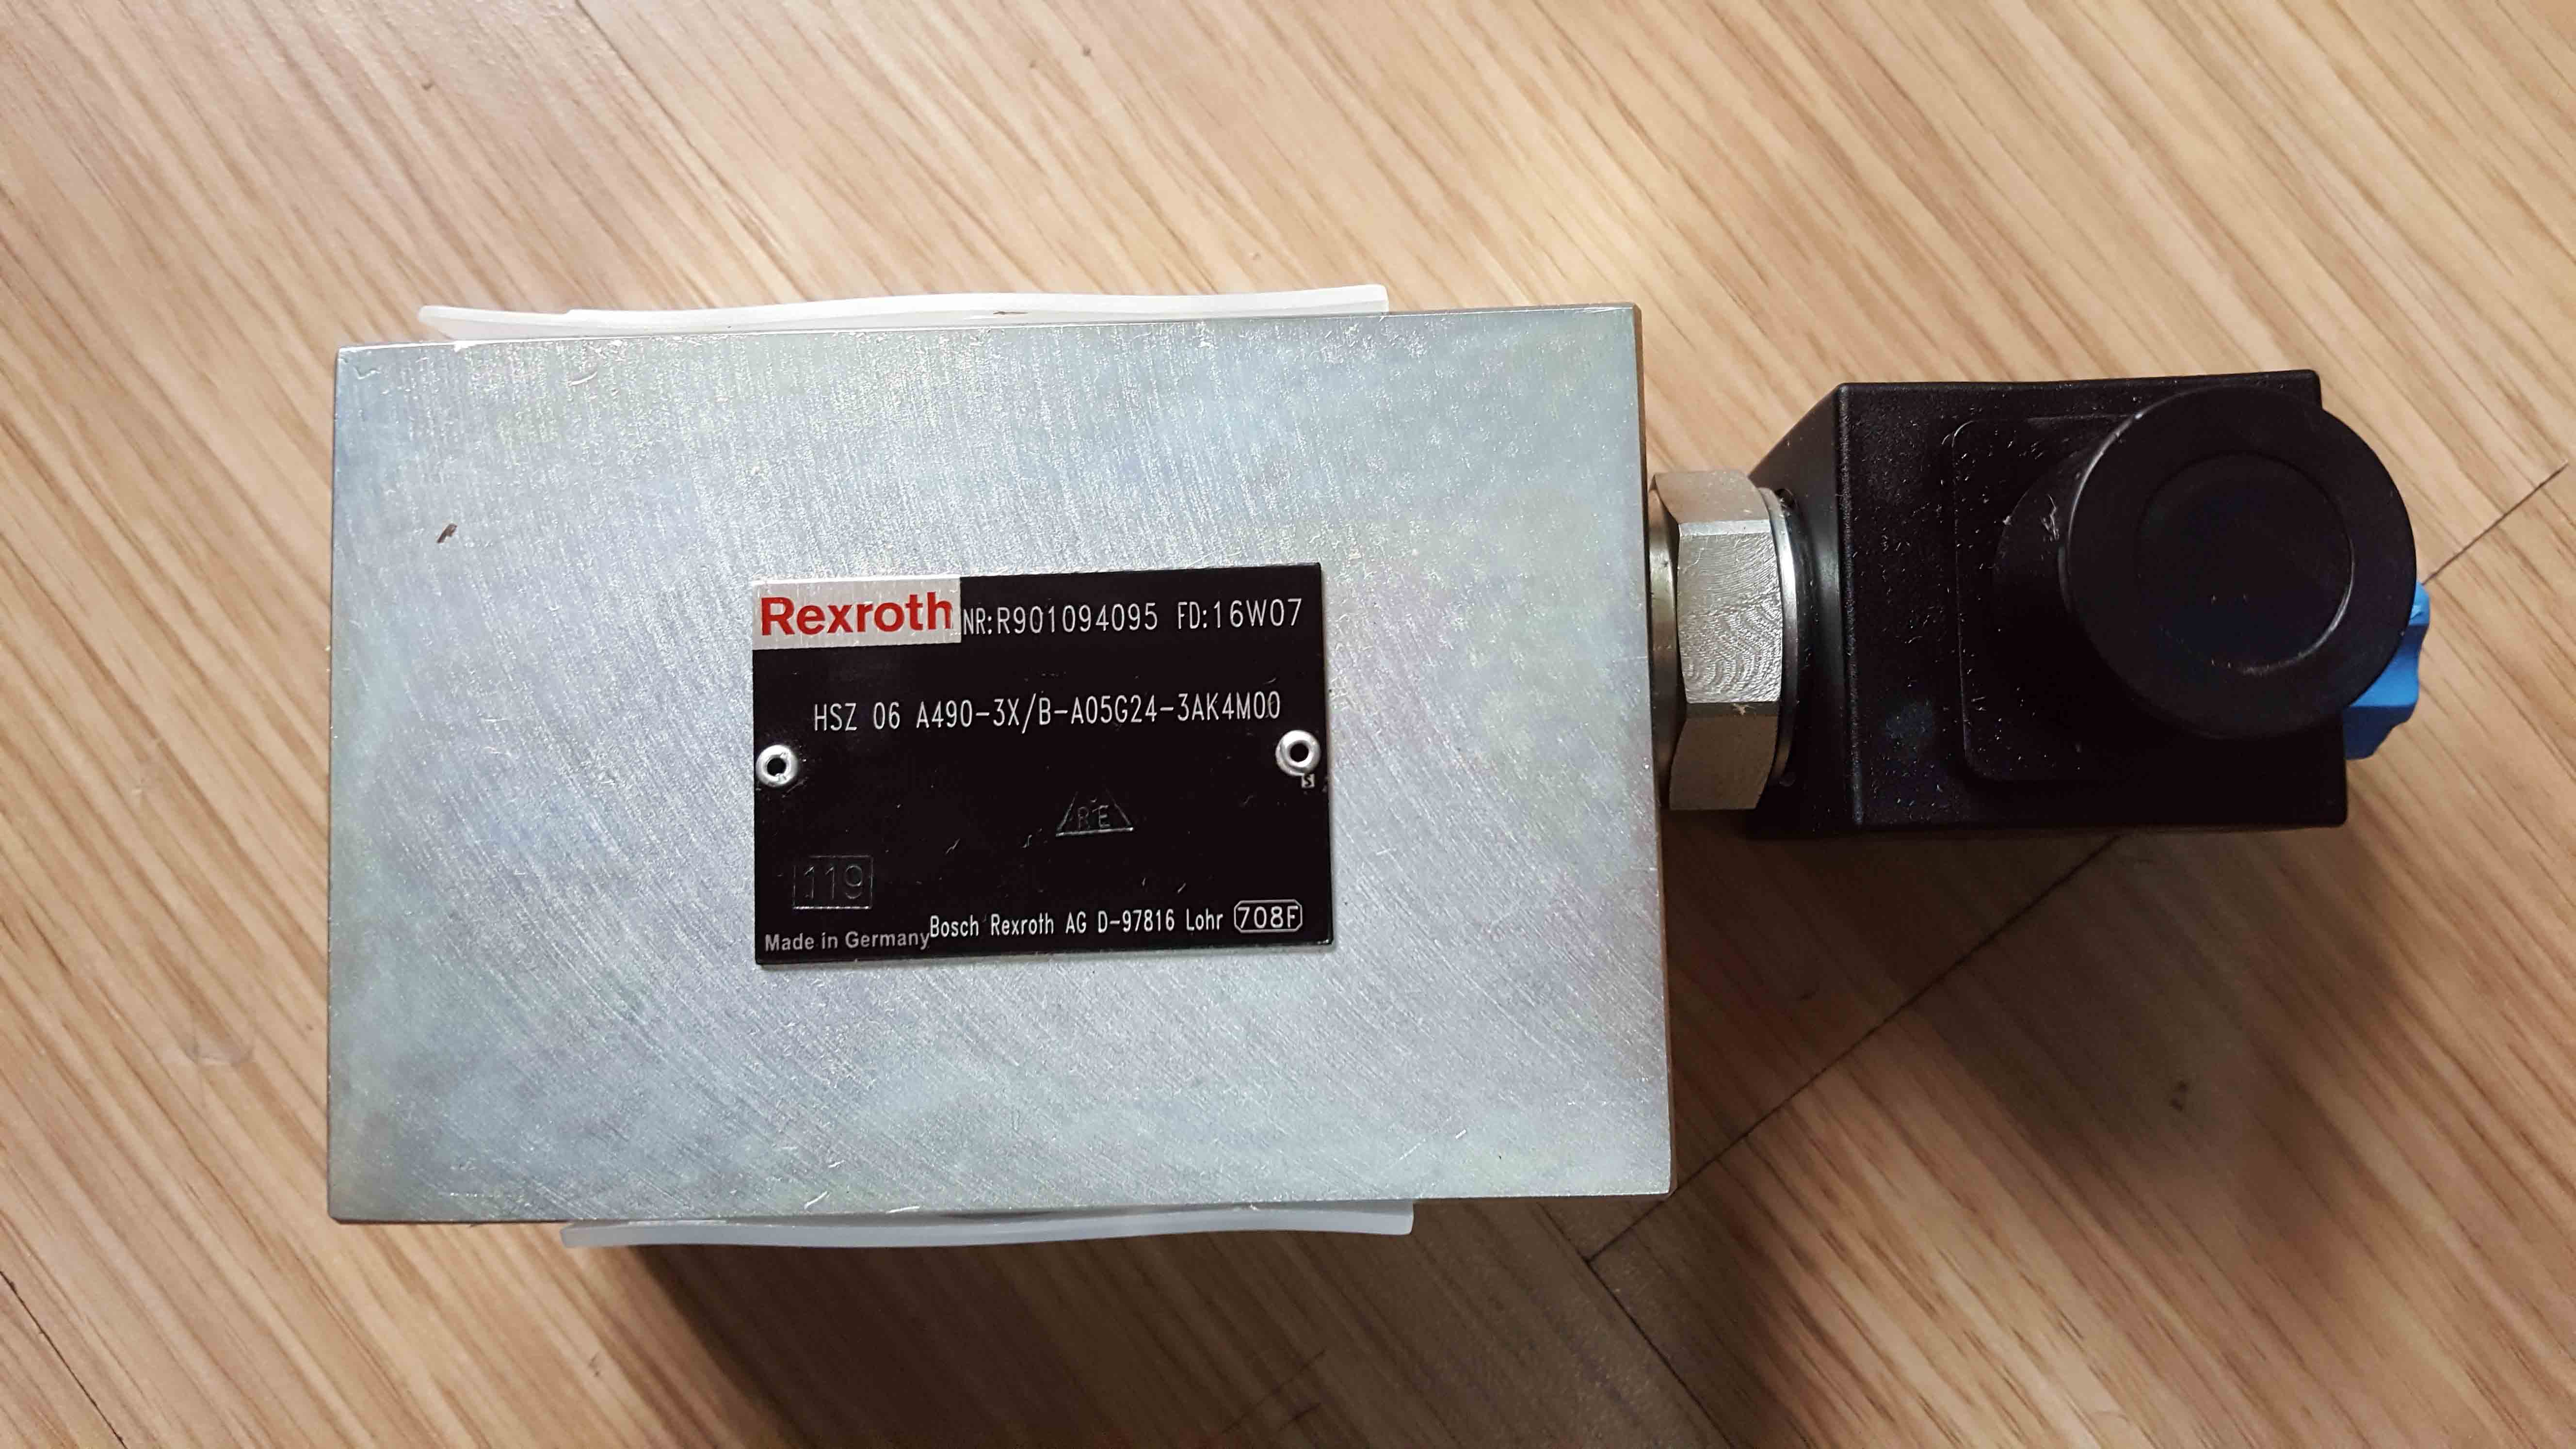 Rexroth NR:R901094095 FD:16W07
HSZ 06 A490-3X/B-A05G24-3AK4M00
S
RE
119
Made in Germany Bosch Rexroth AG D-97816 Lohr 708F